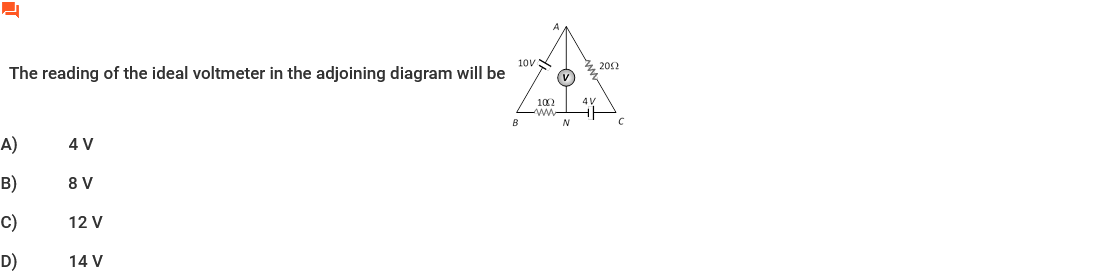 A
10V
20Ω
The reading of the ideal voltmeter in the adjoining diagram will be
V
10Ω
4 V
B
N
C
A) 4 V
B) 8 V
C) 12 V
D) 14 V